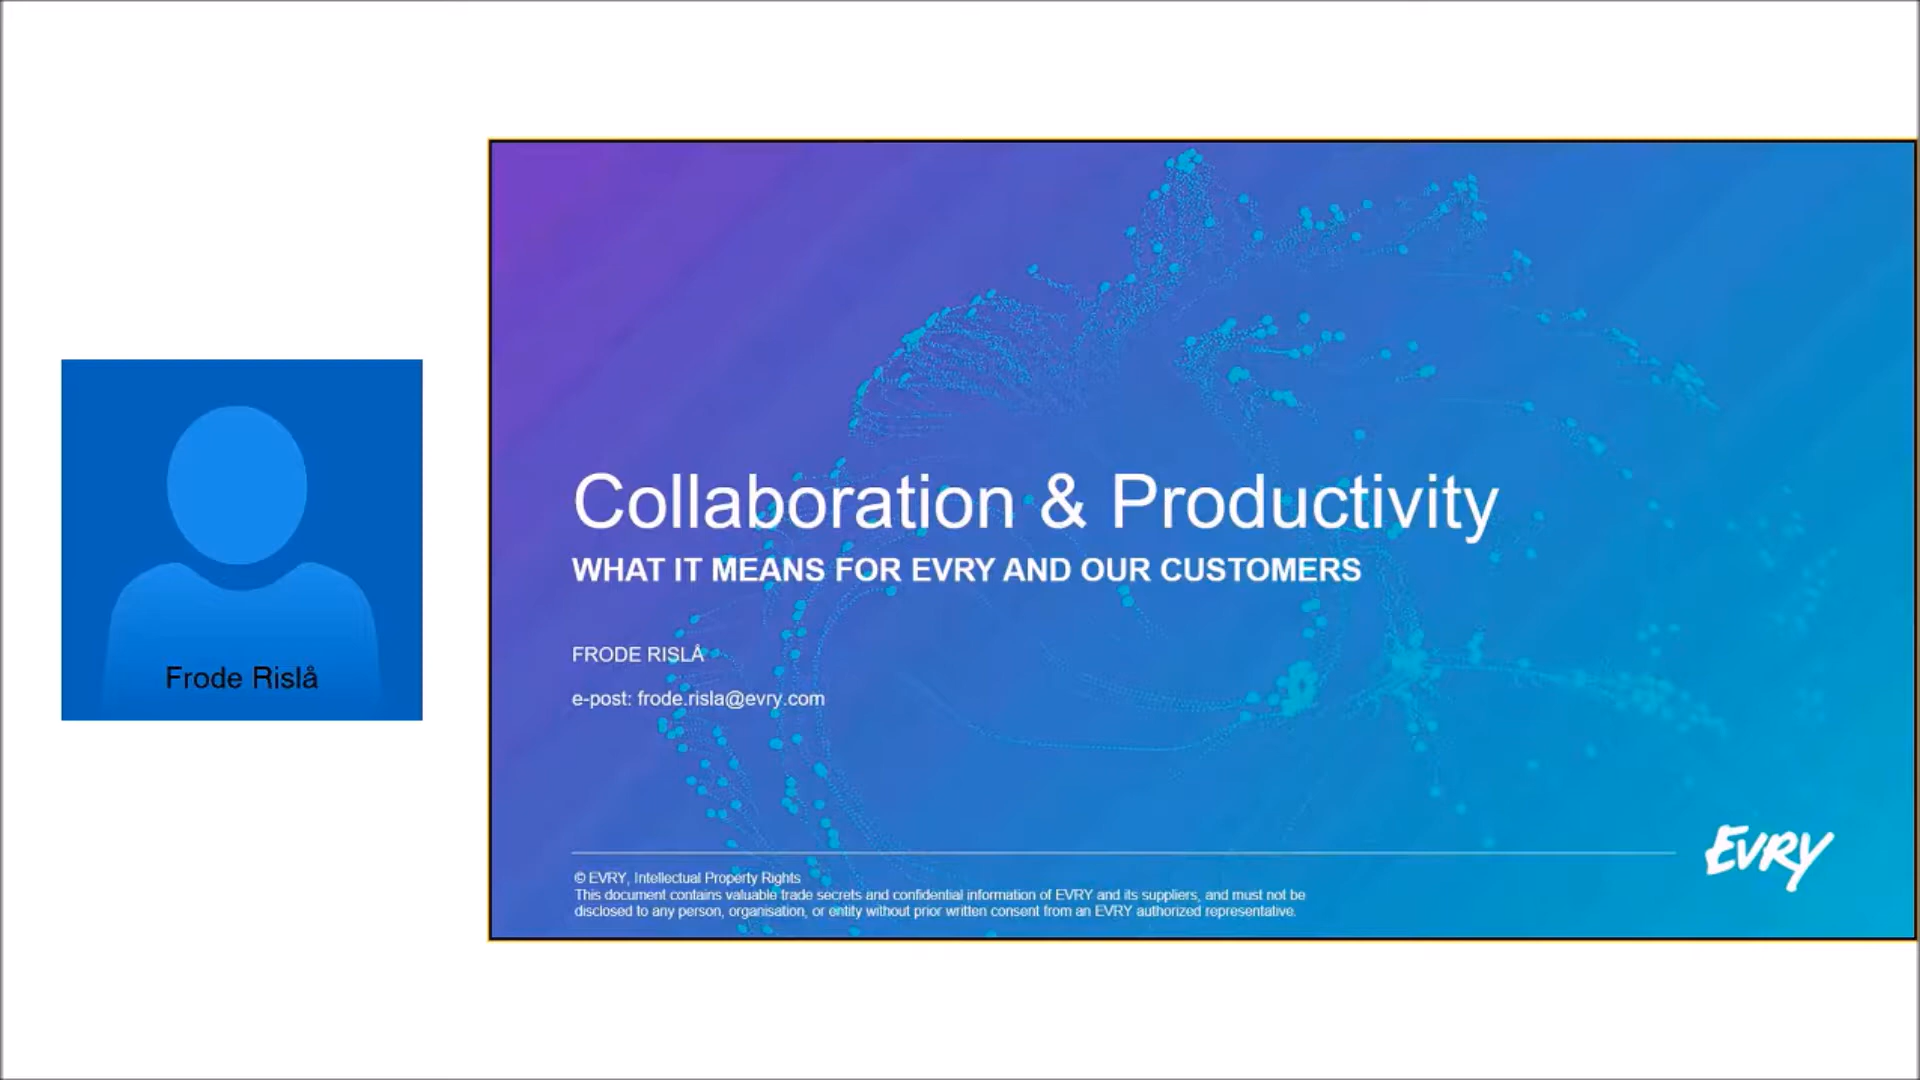 Frode Rislå
Collaboration & Productivity
WHAT IT MEANS FOR EVRY AND OUR CUSTOMERS
FRODE RISLÅ
e-post: frode.risla@evry.com
EVRY
© EVRY, Intellectual Property Rights
This document contains valuable trade secrets and confidential information of EVRY and its suppliers, and must not be
disclosed to any person, organisation, or entity without prior written consent from an EVRY authorized representative.